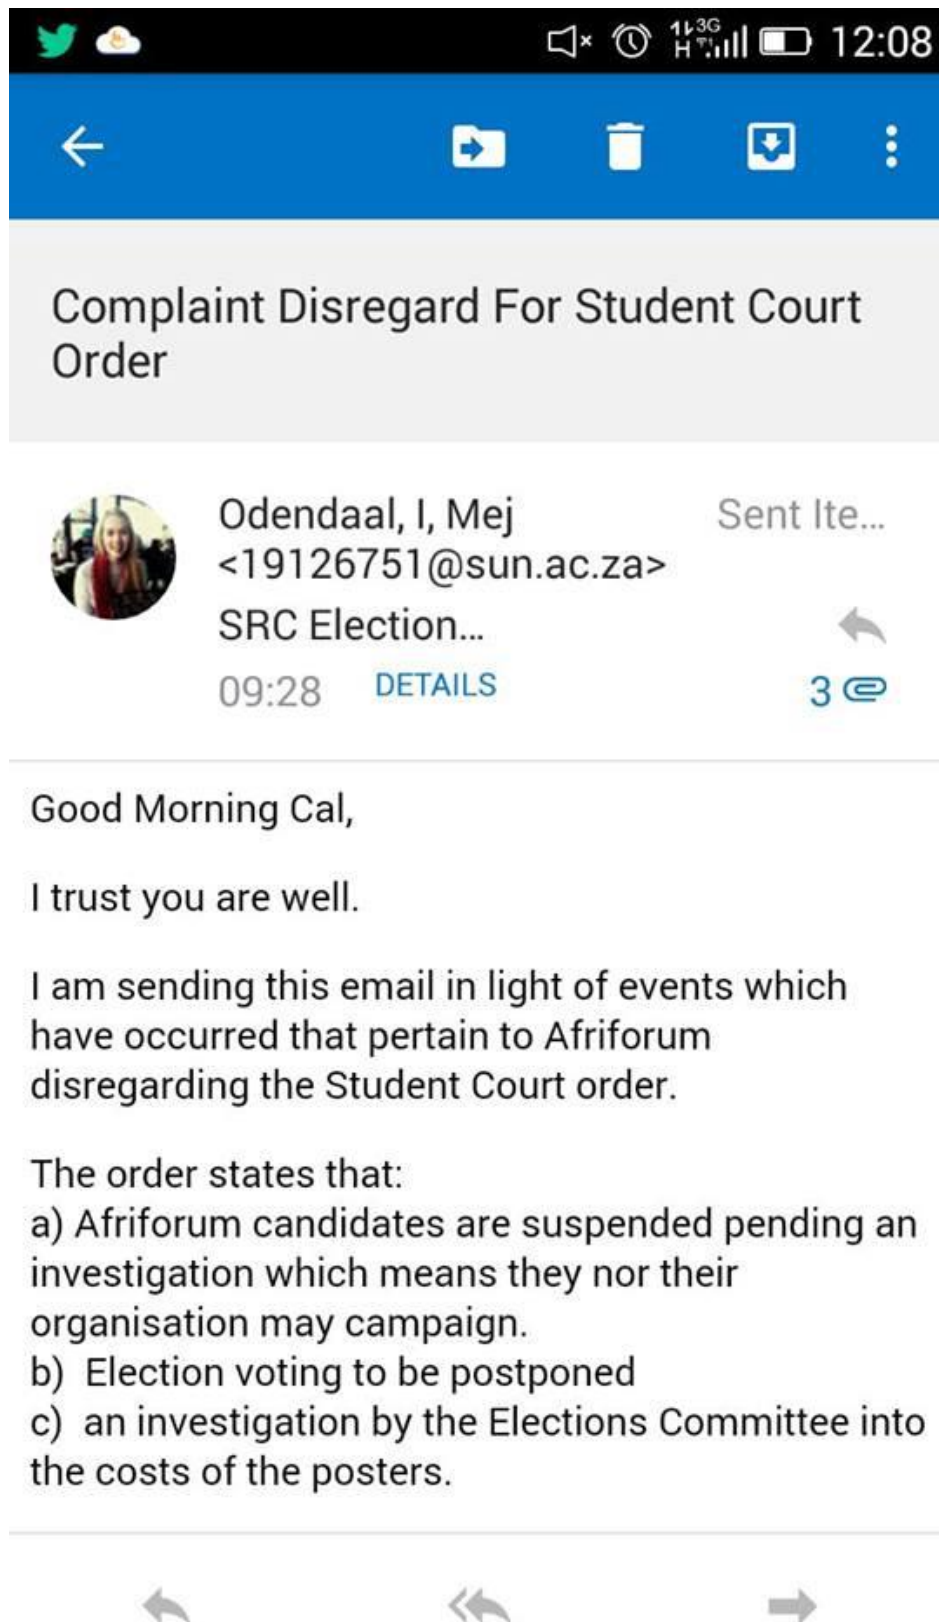 3G
H
12:08
Complaint Disregard For Student Court
Order
Odendaal, I, Mej
Sent Ite...
<19126751@sun.ac.za>
SRC Election...
09:28 DETAILS
3
Good Morning Cal,
I trust you are well.
I am sending this email in light of events which
have occurred that pertain to Afriforum
disregarding the Student Court order.
The order states that:
a) Afriforum candidates are suspended pending an
investigation which means they nor their
organisation may campaign.
b)  Election voting to be postponed
c)  an investigation by the Elections Committee into
the costs of the posters.